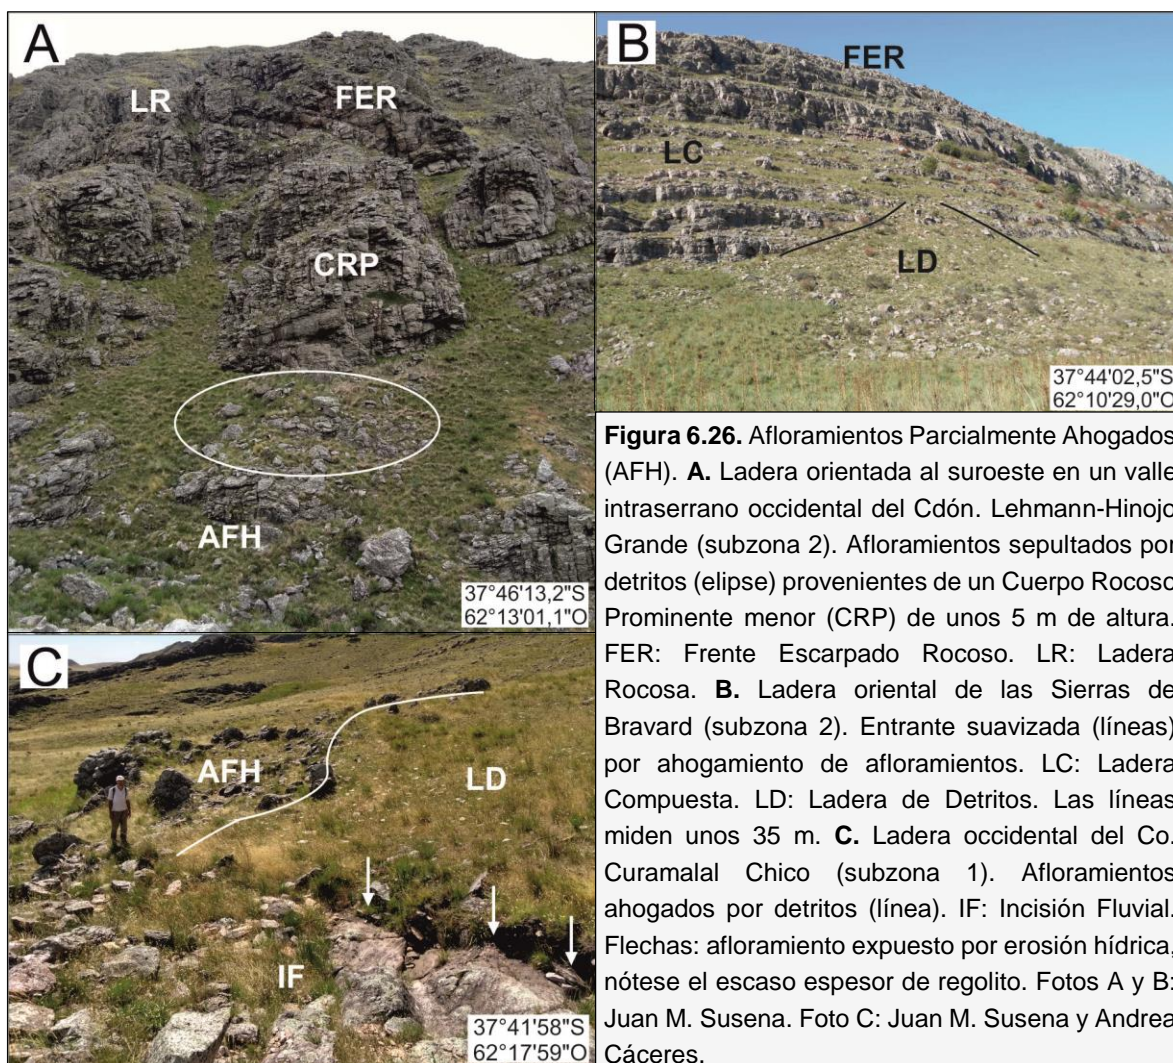 A
LR
FER
CRP
AFH
37°46'13,2"S
62°13'01,1"O
B
FER
LC
LD
37°44'02,5"S
62°10'29,0"O
C
AFH
LD
IF
37°41'58"S
62°17'59"O
Figura 6.26. Afloramientos Parcialmente Ahogados
(AFH). A. Ladera orientada al suroeste en un valle
intraserrano occidental del Cdón. Lehmann-Hinojo
Grande (subzona 2). Afloramientos sepultados por
detritos (elipse) provenientes de un Cuerpo Rocoso
Prominente menor (CRP) de unos 5 m de altura.
FER: Frente Escarpado Rocoso. LR: Ladera
Rocosa. B. Ladera oriental de las Sierras de
Bravard (subzona 2). Entrante suavizada (líneas)
por ahogamiento de afloramientos. LC: Ladera
Compuesta. LD: Ladera de Detritos. Las líneas
miden unos 35 m. C. Ladera occidental del Co.
Curamalal Chico (subzona 1). Afloramientos
ahogados por detritos (línea). IF: Incisión Fluvial.
Flechas: afloramiento expuesto por erosión hídrica,
nótese el escaso espesor de regolito. Fotos A y B:
Juan M. Susena. Foto C: Juan M. Susena y Andrea
Cáceres.